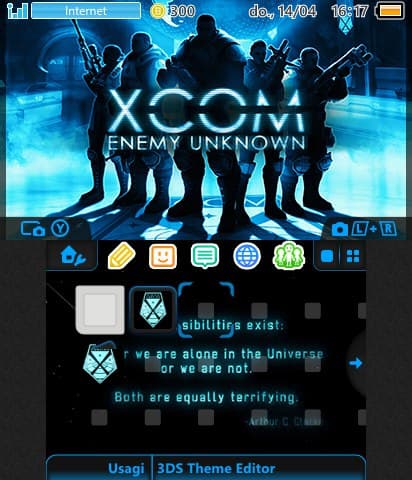 Internet
300
do., 14/04
16:17
XCOM
ENEMY UNKNOWN
Y
L+R
sibilities exist:
r we are alone in the Universe
or we are not.
Both are equally terrifying.
-Arthur C. Clarke
Usagi
3DS Theme Editor